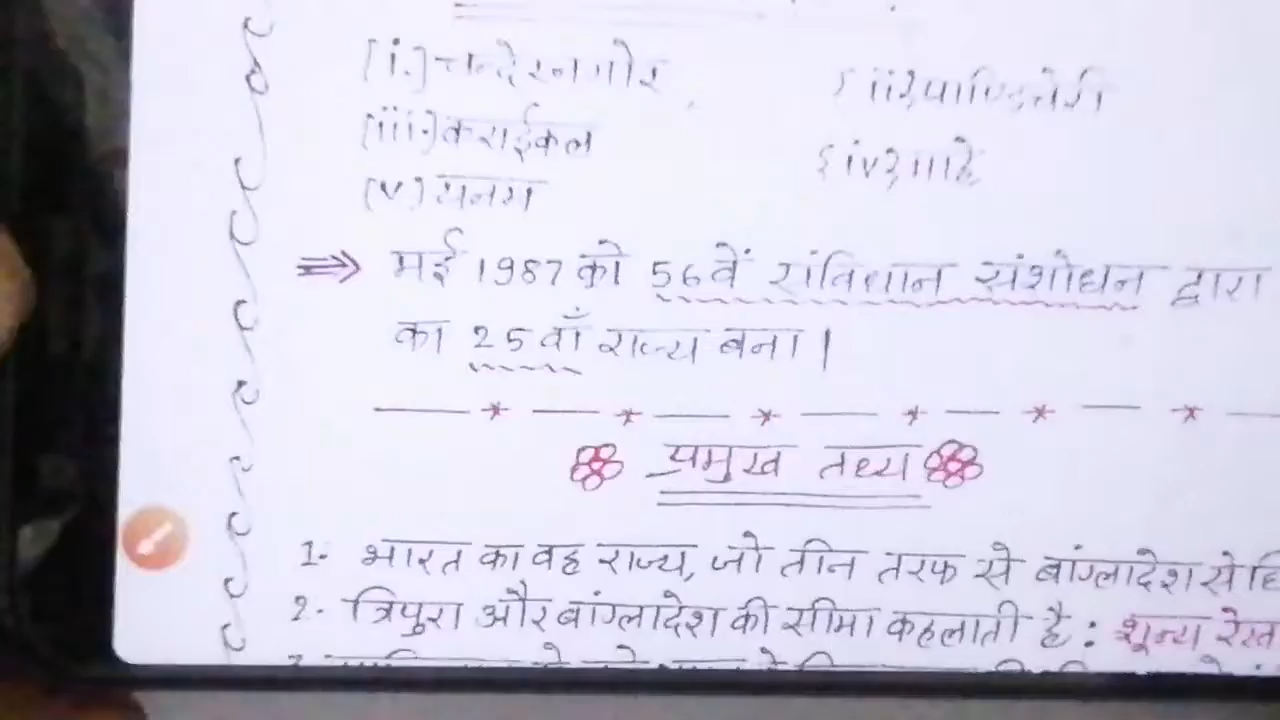 [i.] चन्देरनगोर {ii} पाण्डिचेरी
[iii.] कराईकल {iv} माहे
[v] यनम
⇒ मई 1987 को 56वें संविधान संशोधन द्वारा
का 25 वाँ राज्य बना।
प्रमुख तथ्य
1. भारत का वह राज्य, जो तीन तरफ से बांग्लादेश से
2. त्रिपुरा और बांग्लादेश की सीमा कहलाती है : शून्य